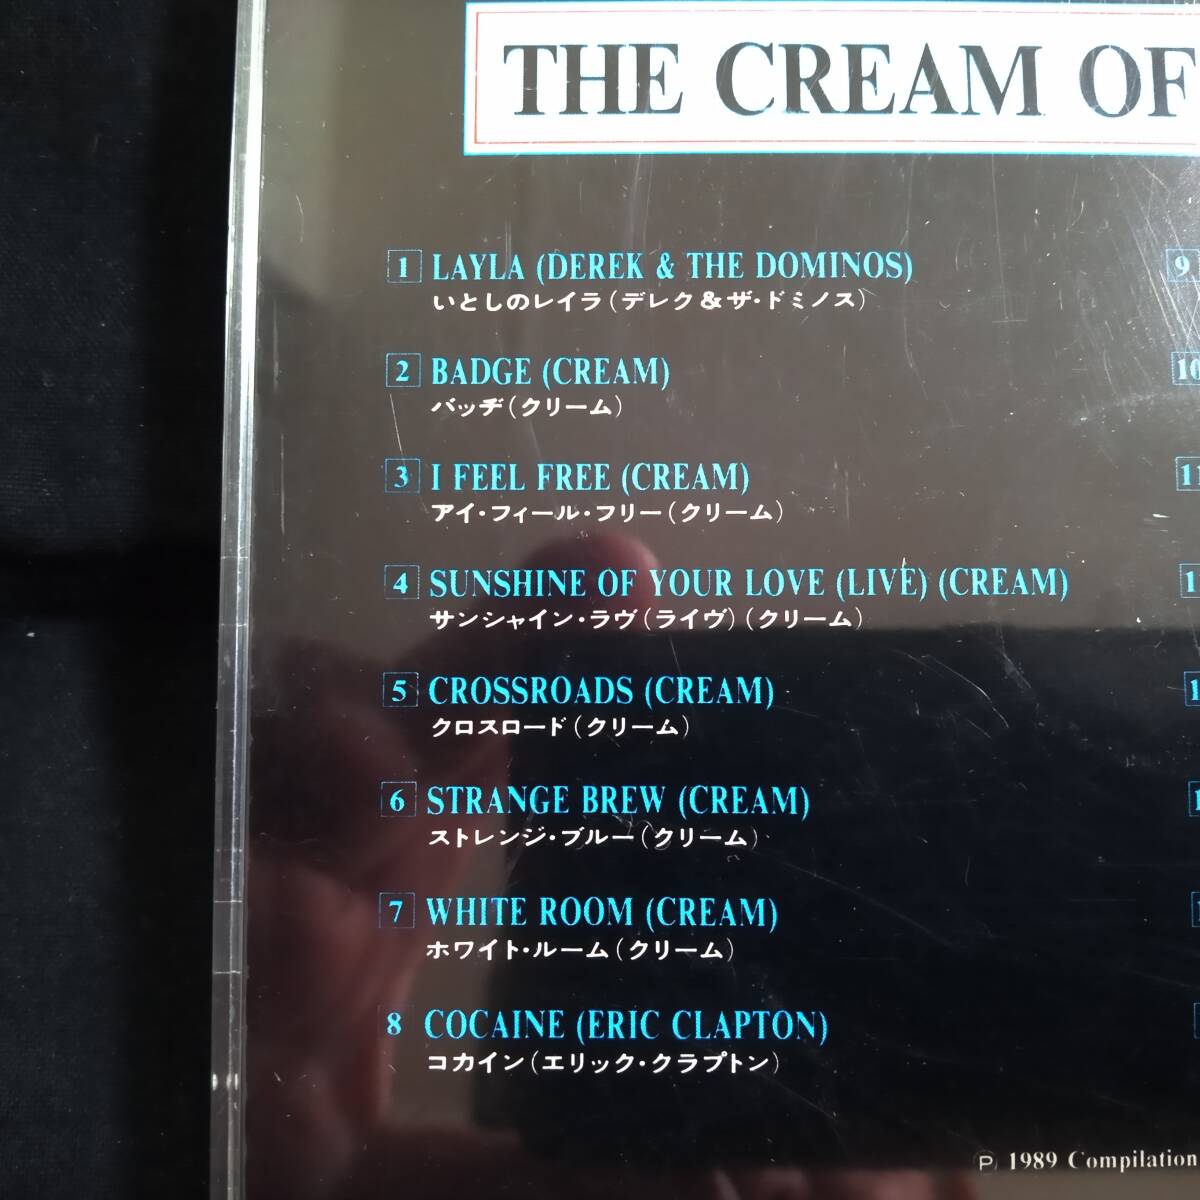 THE CREAM OF
1 LAYLA (DEREK & THE DOMINOS)
いとしのレイラ(デレク&ザ・ドミノス)
2 BADGE (CREAM)
バッヂ(クリーム)
3 I FEEL FREE (CREAM)
アイ・フィール・フリー(クリーム)
4 SUNSHINE OF YOUR LOVE (LIVE) (CREAM)
サンシャイン・ラヴ(ライヴ)(クリーム)
5 CROSSROADS (CREAM)
クロスロード(クリーム)
6 STRANGE BREW (CREAM)
ストレンジ・ブルー(クリーム)
7 WHITE ROOM (CREAM)
ホワイト・ルーム(クリーム)
8 COCAINE (ERIC CLAPTON)
コカイン(エリック・クラプトン)
9
10
11
Ⓟ 1989 Compilation